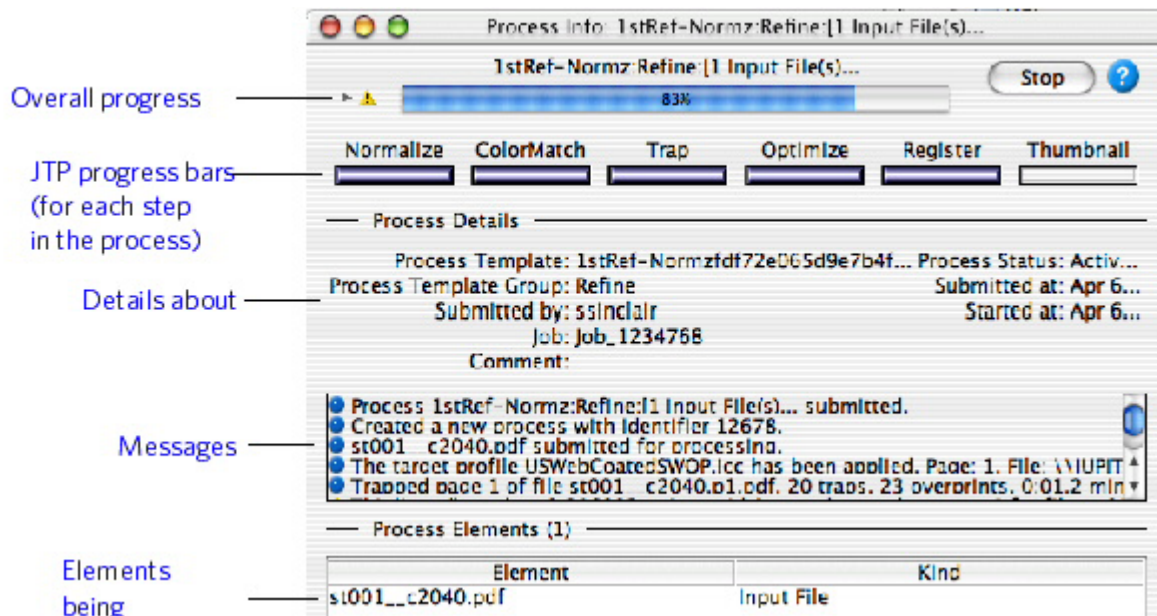 Process Info: 1stRef-Normz:Refine:[1 Input File(s)...
1stRef-Normz:Refine:[1 Input File(s)...
Stop ?
Overall progress
83%
Normalize ColorMatch Trap Optimize Register Thumbnail
JTP progress bars
(for each step
in the process)
Process Details
Process Template: 1stRef-Normzfdf72e065d9e7b4f... Process Status: Activ...
Process Template Group: Refine Submitted at: Apr 6...
Details about
Submitted by: ssinclair Started at: Apr 6...
Job: Job_1234768
Comment:
Process 1stRef-Normz:Refine:[1 Input File(s)... submitted.
Created a new process with identifier 12678.
Messages
st001__c2040.pdf submitted for processing.
The target profile USWebCoatedSWOP.icc has been applied. Page: 1. File: \\JUPIT
Trapped page 1 of file st001__c2040.p1.pdf. 20 traps. 23 overprints. 0:01.2 min
Process Elements (1)
Elements
being
Element Kind
st001__c2040.pdf Input File